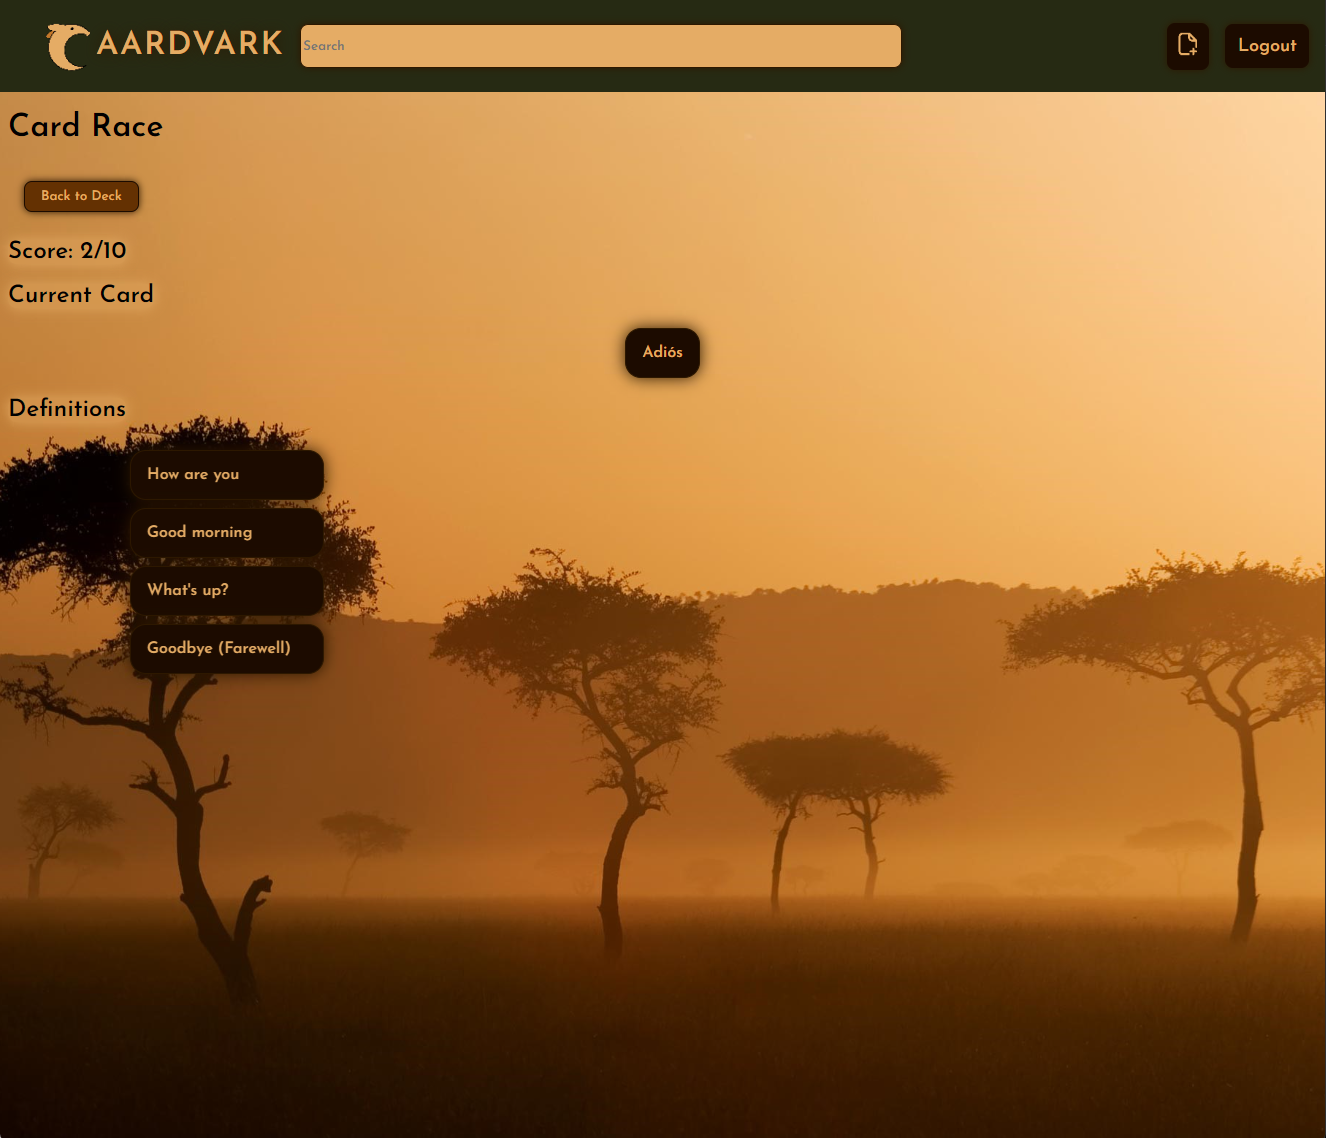 AARDVARK
Search
Logout
Card Race
Back to Deck
Score: 2/10
Current Card
Adiós
Definitions
How are you
Good morning
What's up?
Goodbye (Farewell)